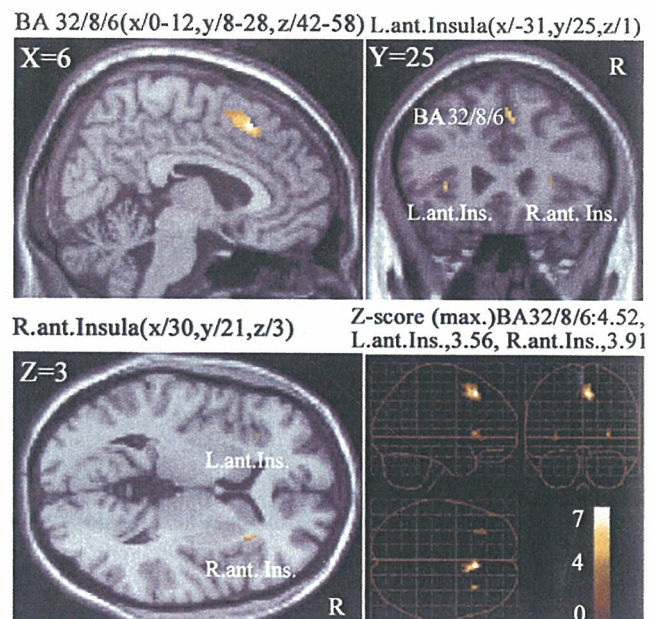 BA 32/8/6(x/0-12,y/8-28,z/42-58)
L.ant.Insula(x/-31,y/25,z/1)
X=6
Y=25
R
BA32/8/6
L.ant.Ins.
R.ant. Ins.
R.ant.Insula(x/30,y/21,z/3)
Z-score (max.)BA32/8/6:4.52,
L.ant.Ins.,3.56, R.ant.Ins.,3.91
Z=3
L.ant.Ins.
R.ant. Ins.
R
7
4
0